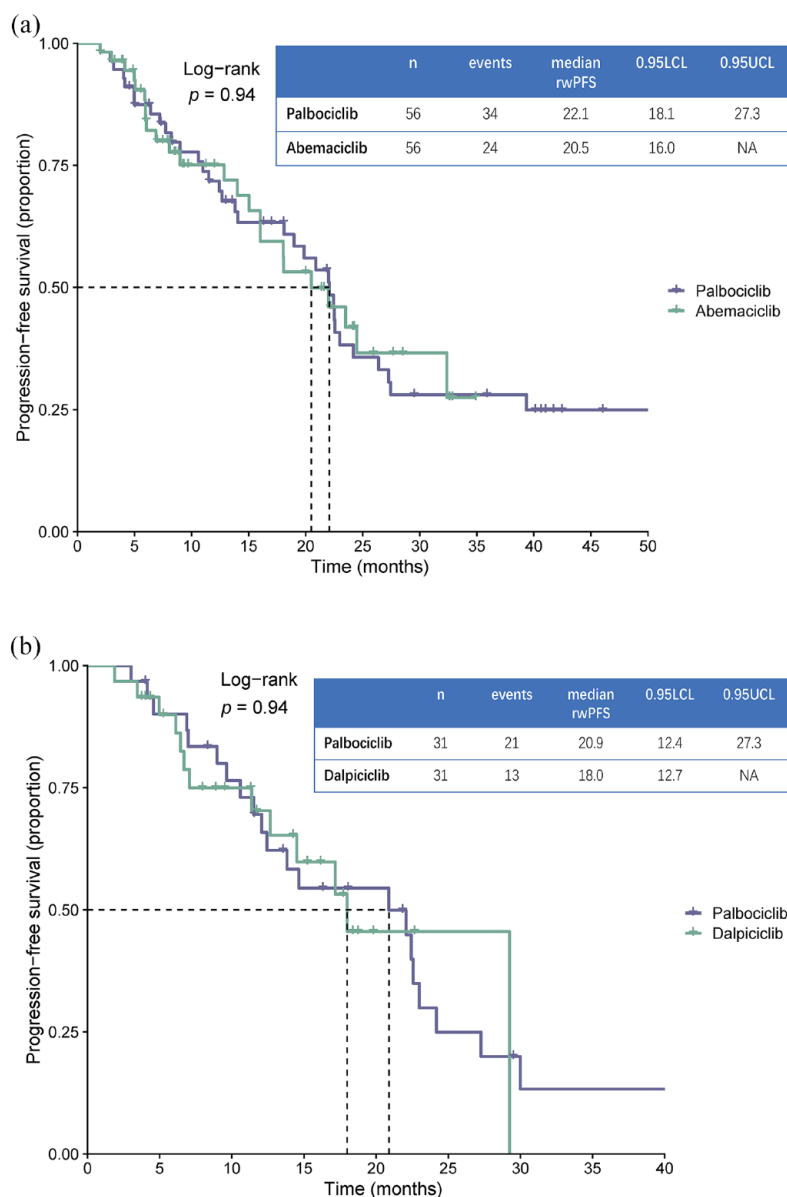 (a)
1.00
0.75
0.50
0.25
0.00
Progression−free survival (proportion)
Log−rank
p = 0.94
n events median rwPFS 0.95LCL 0.95UCL
Palbociclib 56 34 22.1 18.1 27.3
Abemaciclib 56 24 20.5 16.0 NA
Palbociclib
Abemaciclib
0 5 10 15 20 25 30 35 40 45 50
Time (months)
(b)
1.00
0.75
0.50
0.25
0.00
Progression−free survival (proportion)
Log−rank
p = 0.94
n events median rwPFS 0.95LCL 0.95UCL
Palbociclib 31 21 20.9 12.4 27.3
Dalpiciclib 31 13 18.0 12.7 NA
Palbociclib
Dalpiciclib
0 5 10 15 20 25 30 35 40
Time (months)